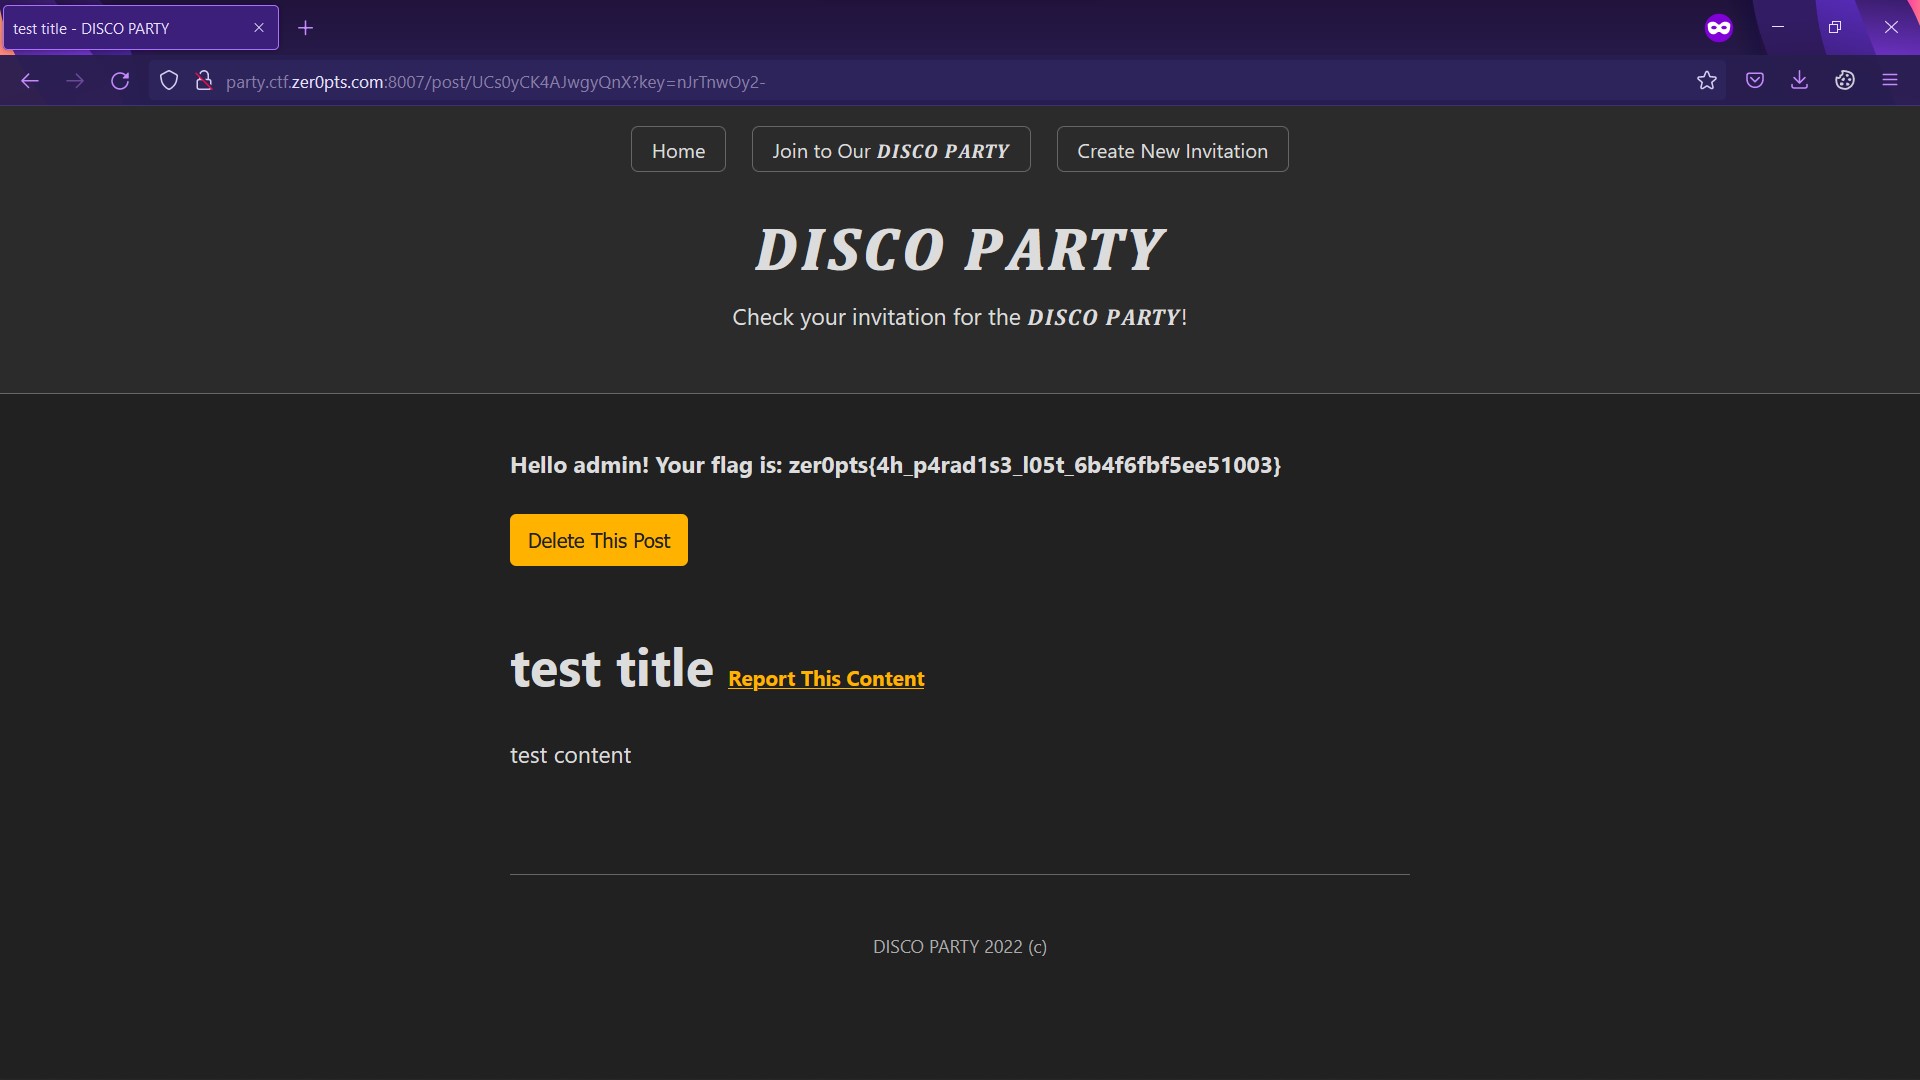 test title - DISCO PARTY
party.ctf.zer0pts.com:8007/post/UCs0yCK4AJwgyQnX?key=nJrTnwOy2-
Home
Join to Our DISCO PARTY
Create New Invitation
DISCO PARTY
Check your invitation for the DISCO PARTY!
Hello admin! Your flag is: zer0pts{4h_p4rad1s3_l05t_6b4f6fbf5ee51003}
Delete This Post
test title Report This Content
test content
DISCO PARTY 2022 (c)